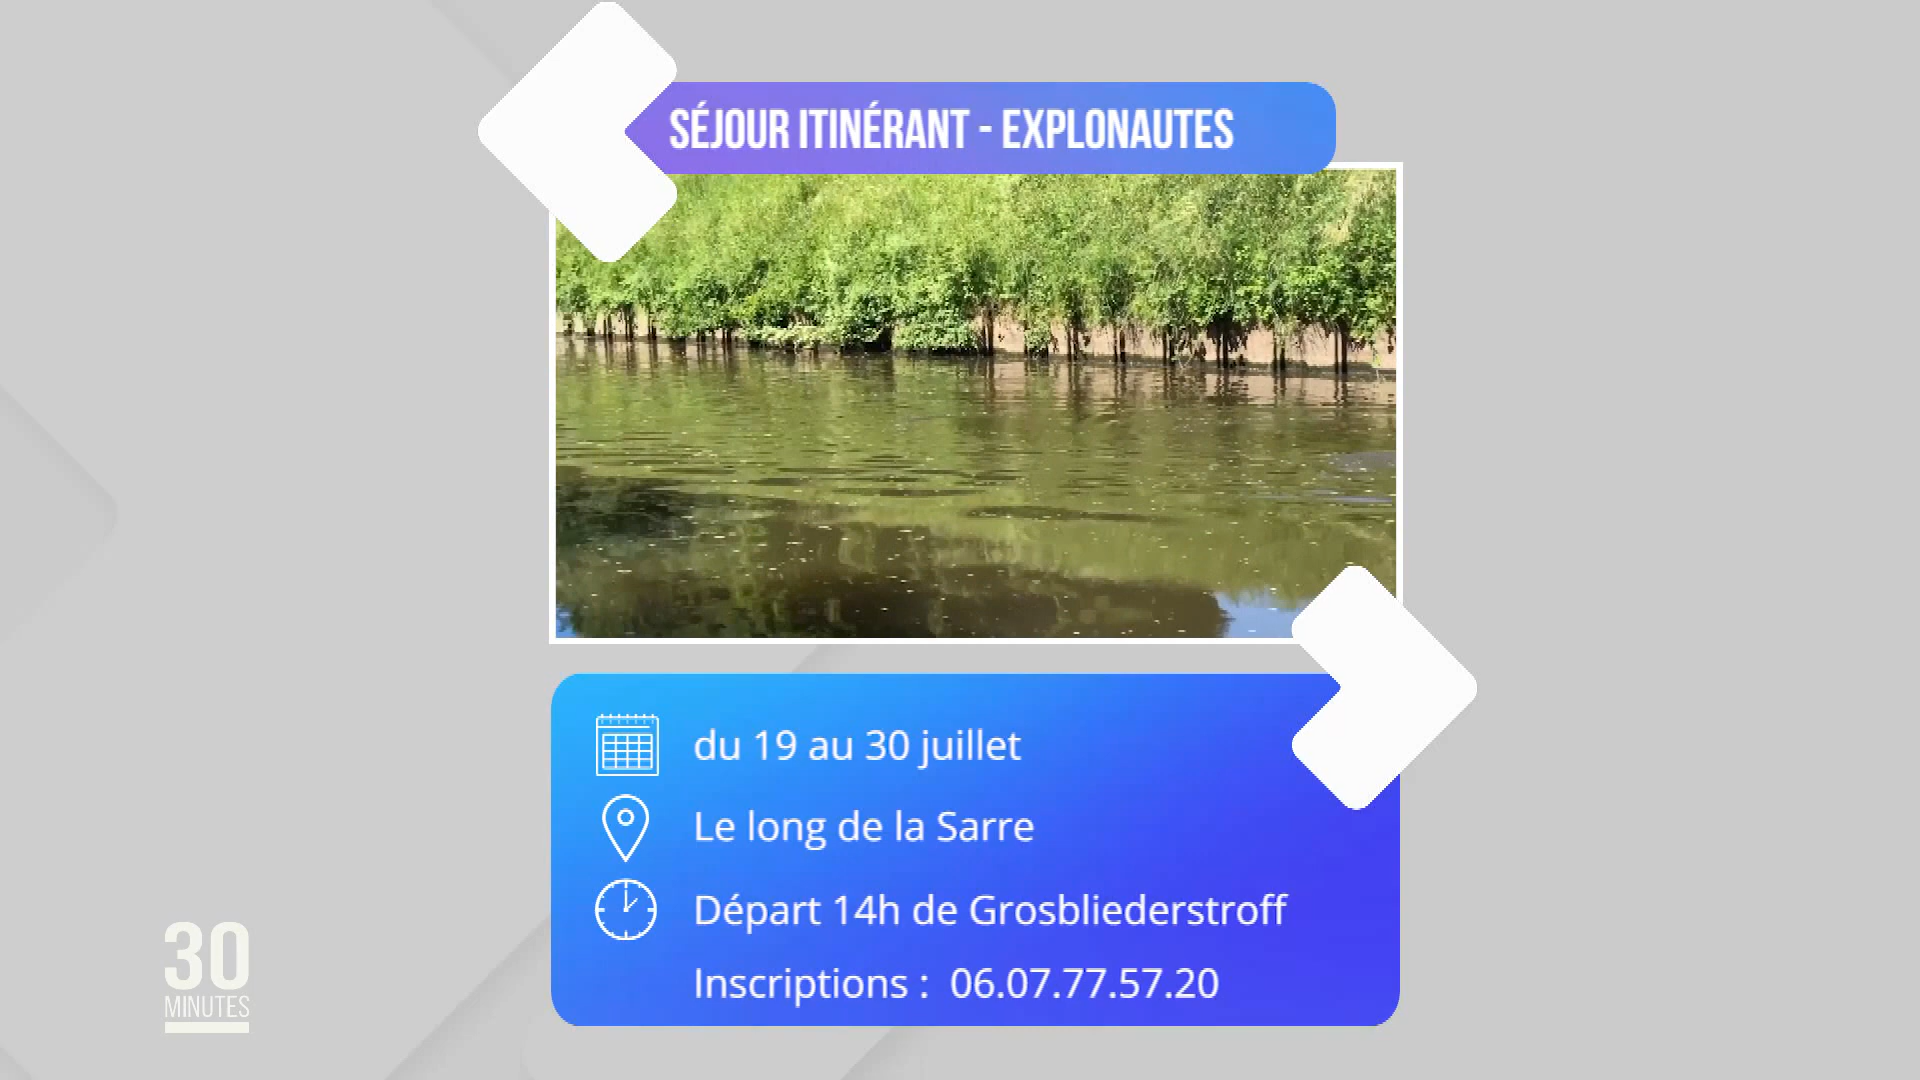 SÉJOUR ITINÉRANT - EXPLONAUTES
du 19 au 30 juillet
Le long de la Sarre
Départ 14h de Grosbliederstroff
Inscriptions : 06.07.77.57.20
30
MINUTES